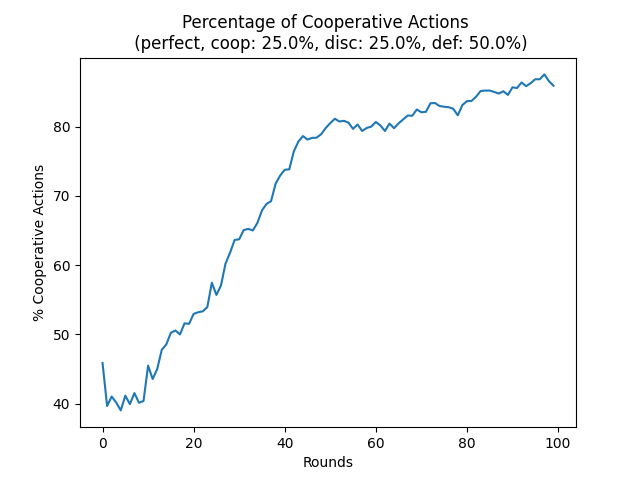 Percentage of Cooperative Actions
(perfect, coop: 25.0%, disc: 25.0%, def: 50.0%)
% Cooperative Actions
80
70
60
50
40
0 20 40 60 80 100
Rounds